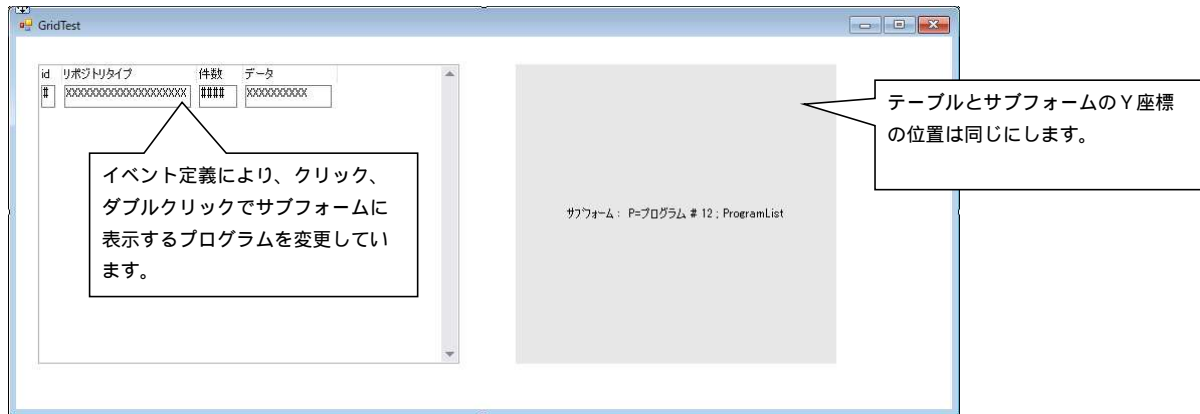 GridTest
id リポジトリタイプ 件数 データ
# XXXXXXXXXXXXXXXXXXXX #### XXXXXXXXXX
テーブルとサブフォームのＹ座標
の位置は同じにします。
イベント定義により、クリック、
ダブルクリックでサブフォームに
表示するプログラムを変更してい
ます。
サブフォーム： P=プログラム # 12 ; ProgramList